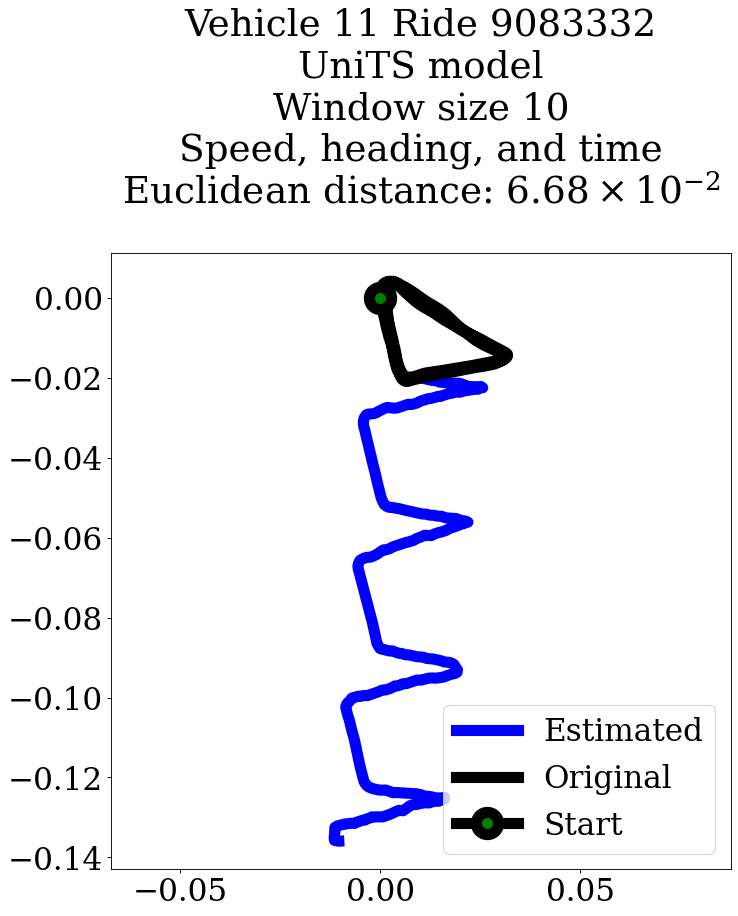 Vehicle 11 Ride 9083332
UniTS model
Window size 10
Speed, heading, and time
Euclidean distance: 6.68 × 10⁻²
0.00
−0.02
−0.04
−0.06
−0.08
−0.10
−0.12
−0.14
Estimated
Original
Start
−0.05 0.00 0.05